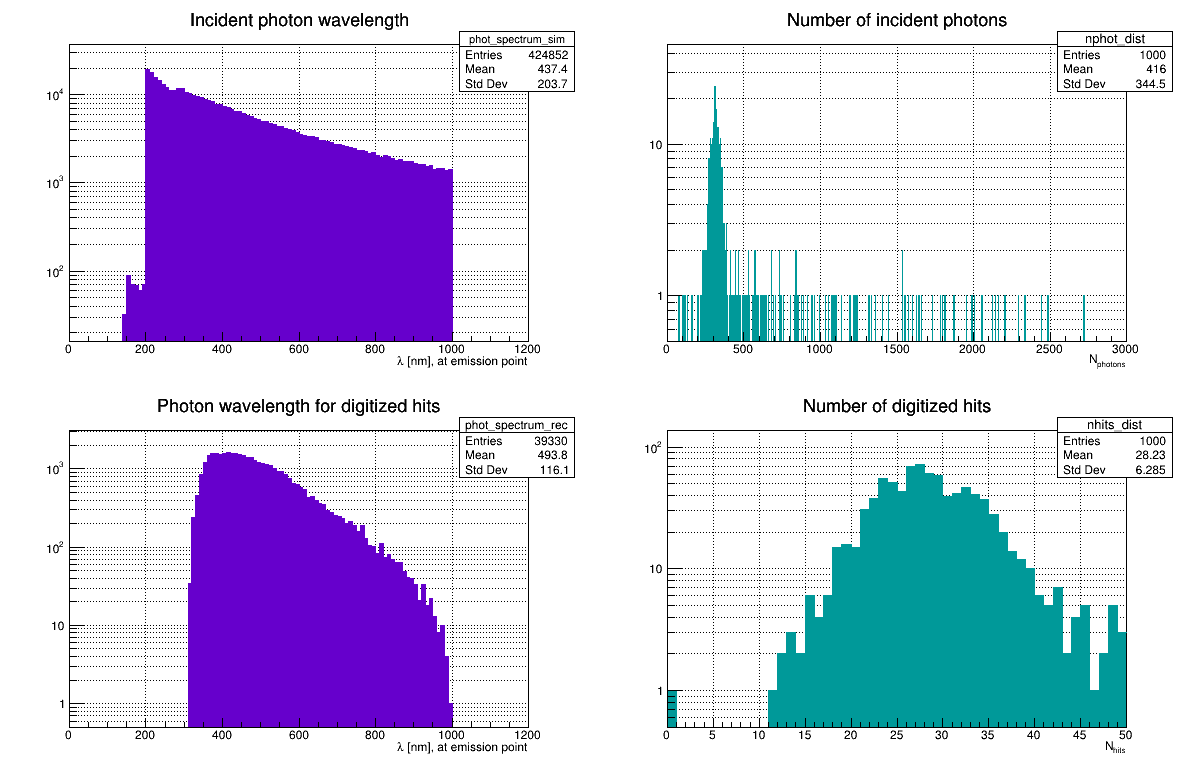 Incident photon wavelength
phot_spectrum_sim
Entries 424852
Mean 437.4
Std Dev 203.7
10^4
10^3
10^2
0 200 400 600 800 1000 1200
λ [nm], at emission point
Number of incident photons
nphot_dist
Entries 1000
Mean 416
Std Dev 344.5
10
1
0 500 1000 1500 2000 2500 3000
N_photons
Photon wavelength for digitized hits
phot_spectrum_rec
Entries 39330
Mean 493.8
Std Dev 116.1
10^3
10^2
10
1
0 200 400 600 800 1000 1200
λ [nm], at emission point
Number of digitized hits
nhits_dist
Entries 1000
Mean 28.23
Std Dev 6.285
10^2
10
1
0 5 10 15 20 25 30 35 40 45 50
N_hits